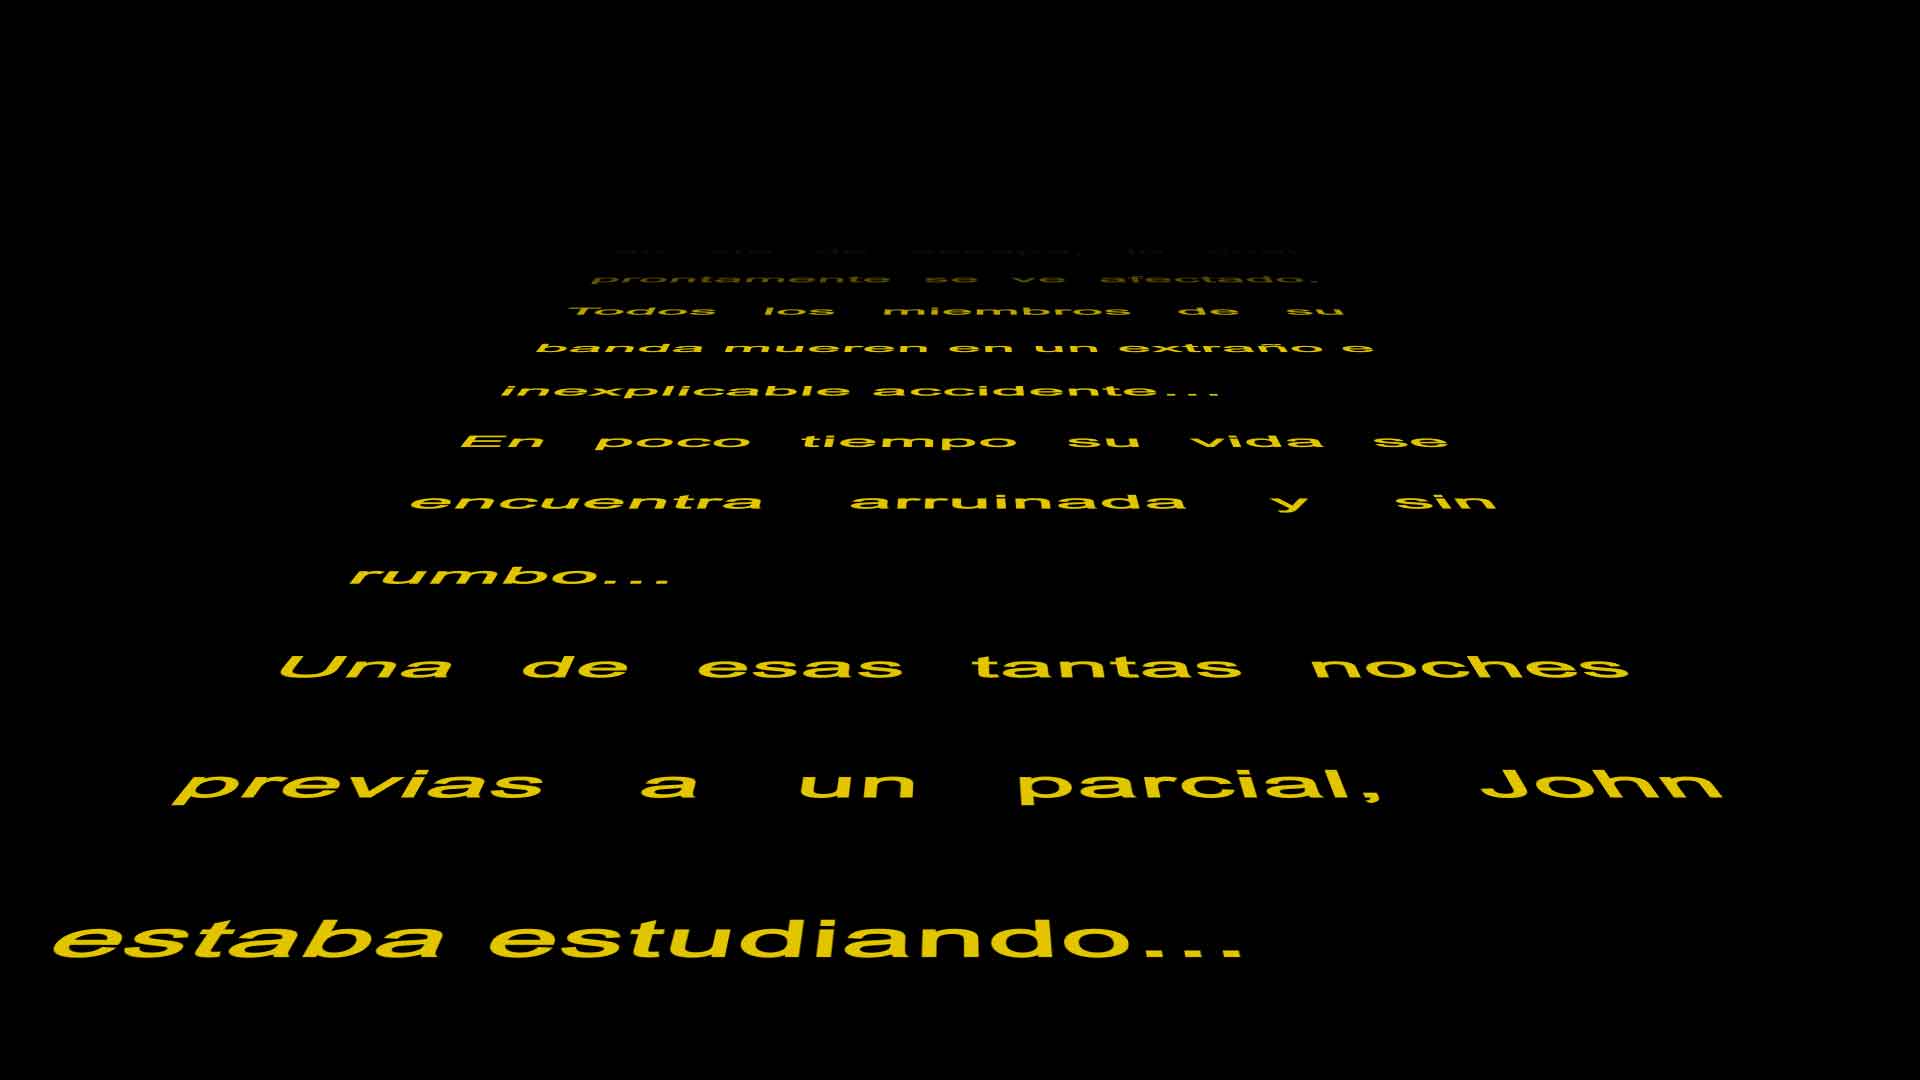 prontamente se ve afectado.
Todos los miembros de su
banda mueren en un extraño e
inexplicable accidente...
En poco tiempo su vida se
encuentra arruinada y sin
rumbo...
Una de esas tantas noches
previas a un parcial, John
estaba estudiando...